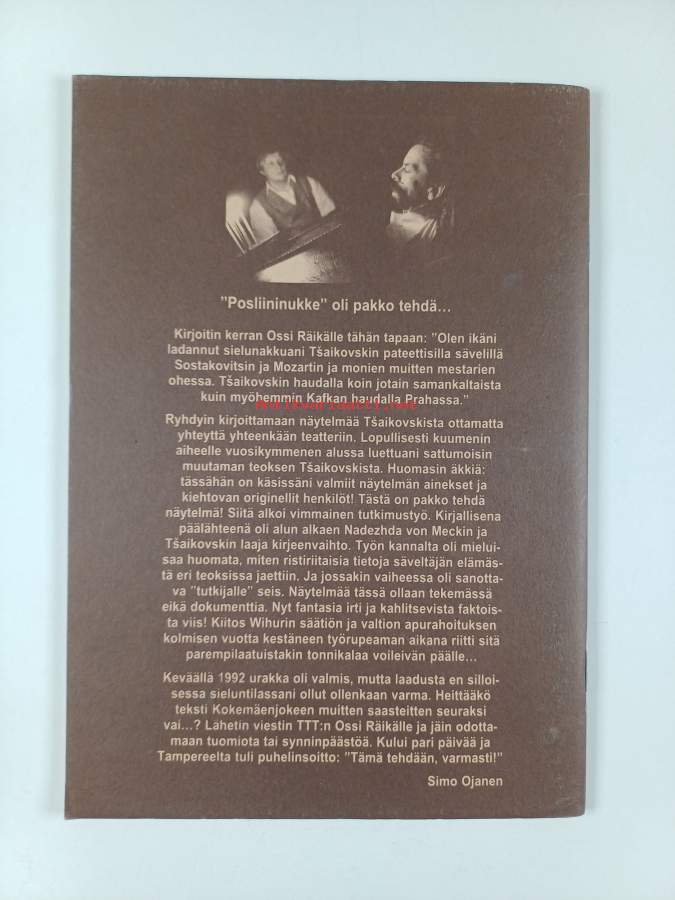 "Posliininukke" oli pakko tehdä...
Kirjoitin kerran Ossi Räikälle tähän tapaan: "Olen ikäni
ladannut sielunakkuani Tšaikovskin pateettisilla sävelillä
Sostakovitsin ja Mozartin ja monien muitten mestarien
ohessa. Tšaikovskin haudalla koin jotain samankaltaista
kuin myöhemmin Kafkan haudalla Prahassa."
Ryhdyin kirjoittamaan näytelmää Tšaikovskista ottamatta
yhteyttä yhteenkään teatteriin. Lopullisesti kuumenin
aiheelle vuosikymmenen alussa luettuani sattumoisin
muutaman teoksen Tšaikovskista. Huomasin äkkiä:
tässähän on käsissäni valmiit näytelmän ainekset ja
kiehtovan originellit henkilöt! Tästä on pakko tehdä
näytelmä! Siitä alkoi vimmainen tutkimustyö. Kirjallisena
päälähteenä oli alun alkaen Nadezhda von Meckin ja
Tšaikovskin laaja kirjeenvaihto. Työn kannalta oli mielui-
saa huomata, miten ristiriitaisia tietoja säveltäjän elämäs-
tä eri teoksissa jaettiin. Ja jossakin vaiheessa oli sanotta-
va "tutkijalle" seis. Näytelmää tässä ollaan tekemässä
eikä dokumenttia. Nyt fantasia irti ja kahlitsevista faktois-
ta viis! Kiitos Wihurin säätiön ja valtion apurahoituksen
kolmisen vuotta kestäneen työrupeaman aikana riitti sitä
parempilaatuistakin tonnikalaa voileivän päälle...
Keväällä 1992 urakka oli valmis, mutta laadusta en silloi-
sessa sieluntilassani ollut ollenkaan varma. Heittääkö
teksti Kokemäenjokeen muitten saasteitten seuraksi
vai...? Lähetin viestin TTT:n Ossi Räikälle ja jäin odotta-
maan tuomiota tai synninpäästöä. Kului pari päivää ja
Tampereelta tuli puhelinsoitto: "Tämä tehdään, varmasti!"
Simo Ojanen